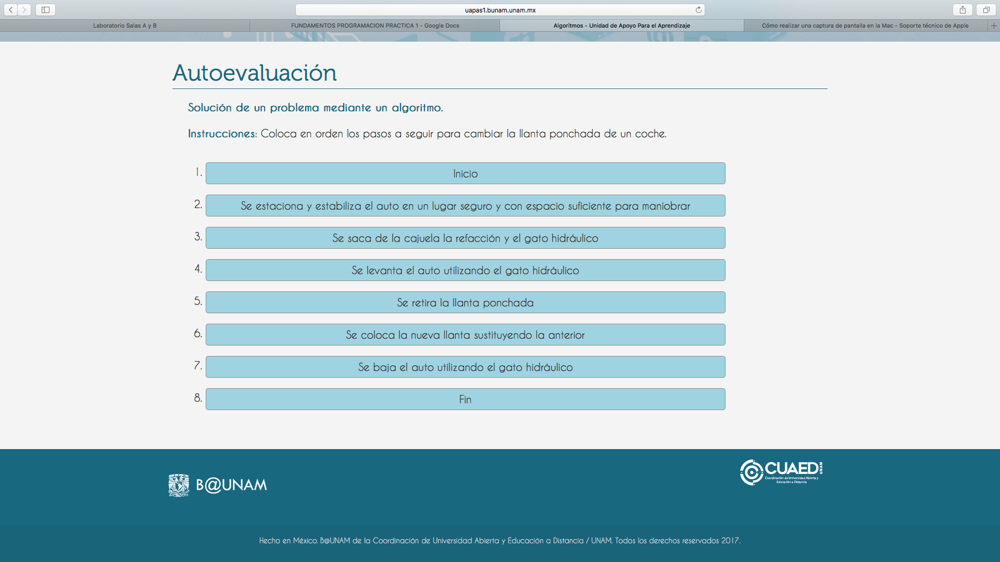 uapas1.bunam.unam.mx
Laboratorio Salas A y B
FUNDAMENTOS PROGRAMACION PRACTICA 1 - Google Docs
Algoritmos - Unidad de Apoyo Para el Aprendizaje
Cómo realizar una captura de pantalla en la Mac - Soporte técnico de Apple
Autoevaluación
Solución de un problema mediante un algoritmo.
Instrucciones: Coloca en orden los pasos a seguir para cambiar la llanta ponchada de un coche.
1. Inicio
2. Se estaciona y estabiliza el auto en un lugar seguro y con espacio suficiente para maniobrar
3. Se saca de la cajuela la refacción y el gato hidráulico
4. Se levanta el auto utilizando el gato hidráulico
5. Se retira la llanta ponchada
6. Se coloca la nueva llanta sustituyendo la anterior
7. Se baja el auto utilizando el gato hidráulico
8. Fin
B@UNAM
CUAED
UNAM
Coordinación de Universidad Abierta y
Educación a Distancia
Hecho en México. B@UNAM de la Coordinación de Universidad Abierta y Educación a Distancia / UNAM. Todos los derechos reservados 2017.